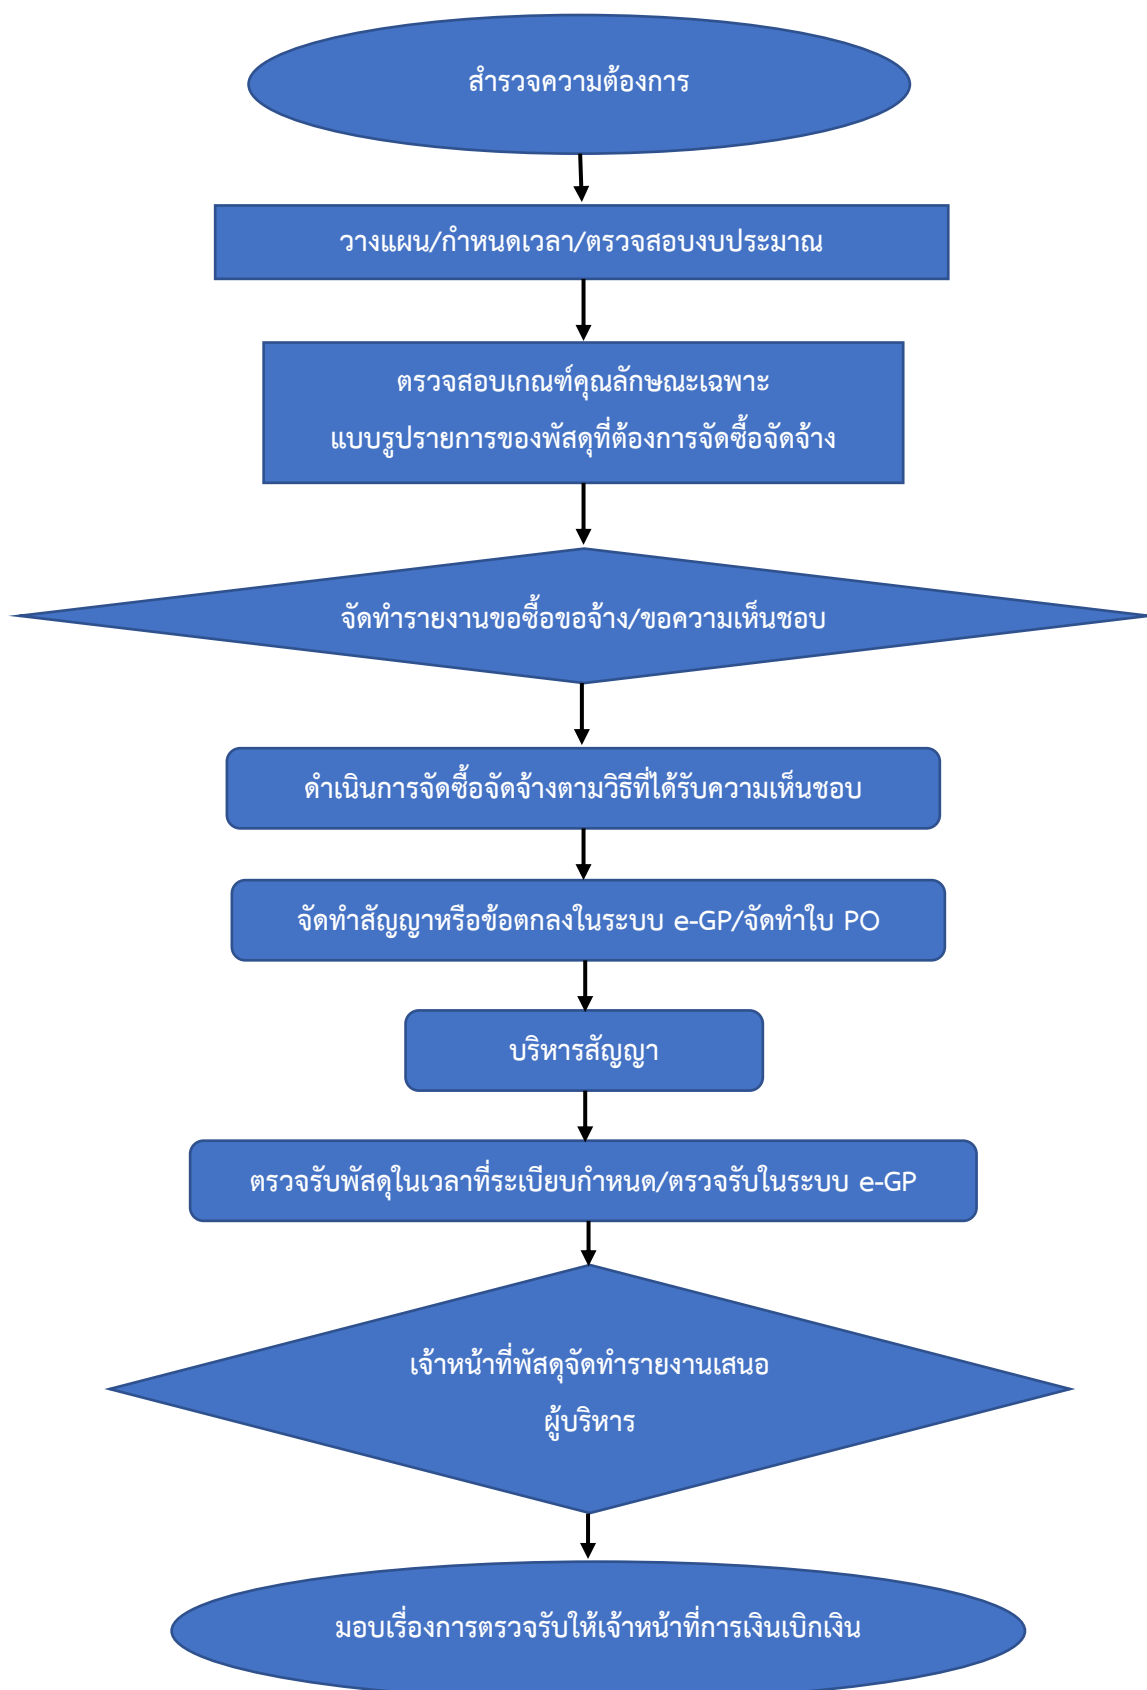 สำรวจความต้องการ
วางแผน/กำหนดเวลา/ตรวจสอบงบประมาณ
ตรวจสอบเกณฑ์คุณลักษณะเฉพาะ
แบบรูปรายการของพัสดุที่ต้องการจัดซื้อจัดจ้าง
จัดทำรายงานขอซื้อขอจ้าง/ขอความเห็นชอบ
ดำเนินการจัดซื้อจัดจ้างตามวิธีที่ได้รับความเห็นชอบ
จัดทำสัญญาหรือข้อตกลงในระบบ e-GP/จัดทำใบ PO
บริหารสัญญา
ตรวจรับพัสดุในเวลาที่ระเบียบกำหนด/ตรวจรับในระบบ e-GP
เจ้าหน้าที่พัสดุจัดทำรายงานเสนอ
ผู้บริหาร
มอบเรื่องการตรวจรับให้เจ้าหน้าที่การเงินเบิกเงิน